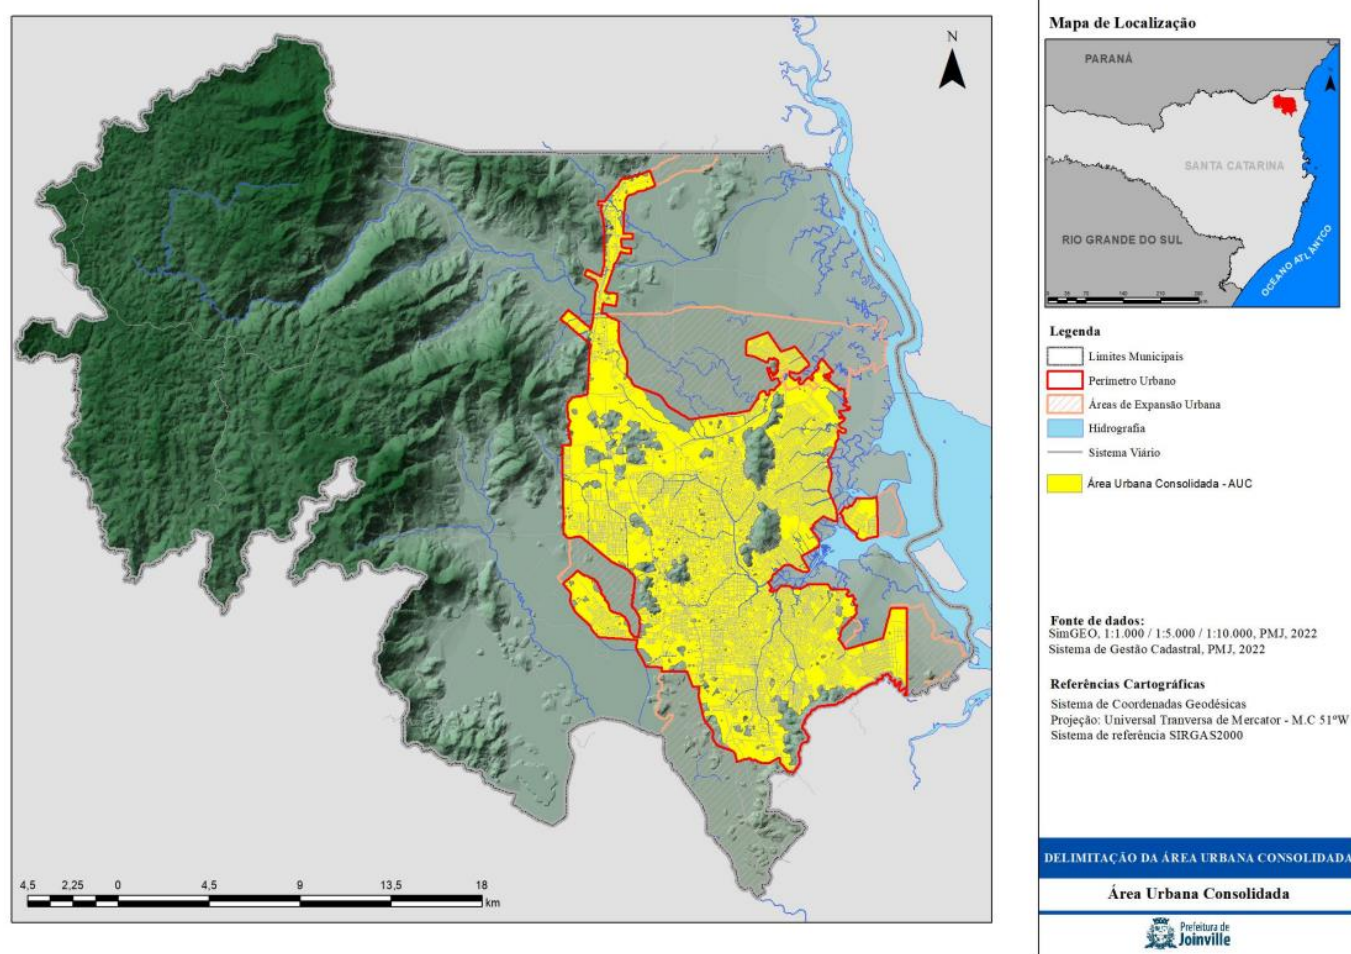 N
4,5 2,25 0 4,5 9 13,5 18
km
Mapa de Localização
PARANÁ
SANTA CATARINA
RIO GRANDE DO SUL
OCEANO ATLÂNTCO
Legenda
Limites Municipais
Perímetro Urbano
Áreas de Expansão Urbana
Hidrografia
Sistema Viário
Área Urbana Consolidada - AUC
Fonte de dados:
SimGEO, 1:1.000 / 1:5.000 / 1:10.000, PMJ, 2022
Sistema de Gestão Cadastral, PMJ, 2022
Referências Cartográficas
Sistema de Coordenadas Geodésicas
Projeção: Universal Tranversa de Mercator - M.C 51ºW
Sistema de referência SIRGAS2000
DELIMITAÇÃO DA ÁREA URBANA CONSOLIDADA
Área Urbana Consolidada
Prefeitura de
Joinville